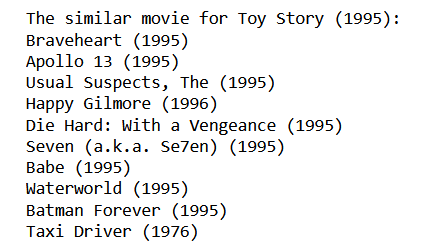 The similar movie for Toy Story (1995):
Braveheart (1995)
Apollo 13 (1995)
Usual Suspects, The (1995)
Happy Gilmore (1996)
Die Hard: With a Vengeance (1995)
Seven (a.k.a. Se7en) (1995)
Babe (1995)
Waterworld (1995)
Batman Forever (1995)
Taxi Driver (1976)